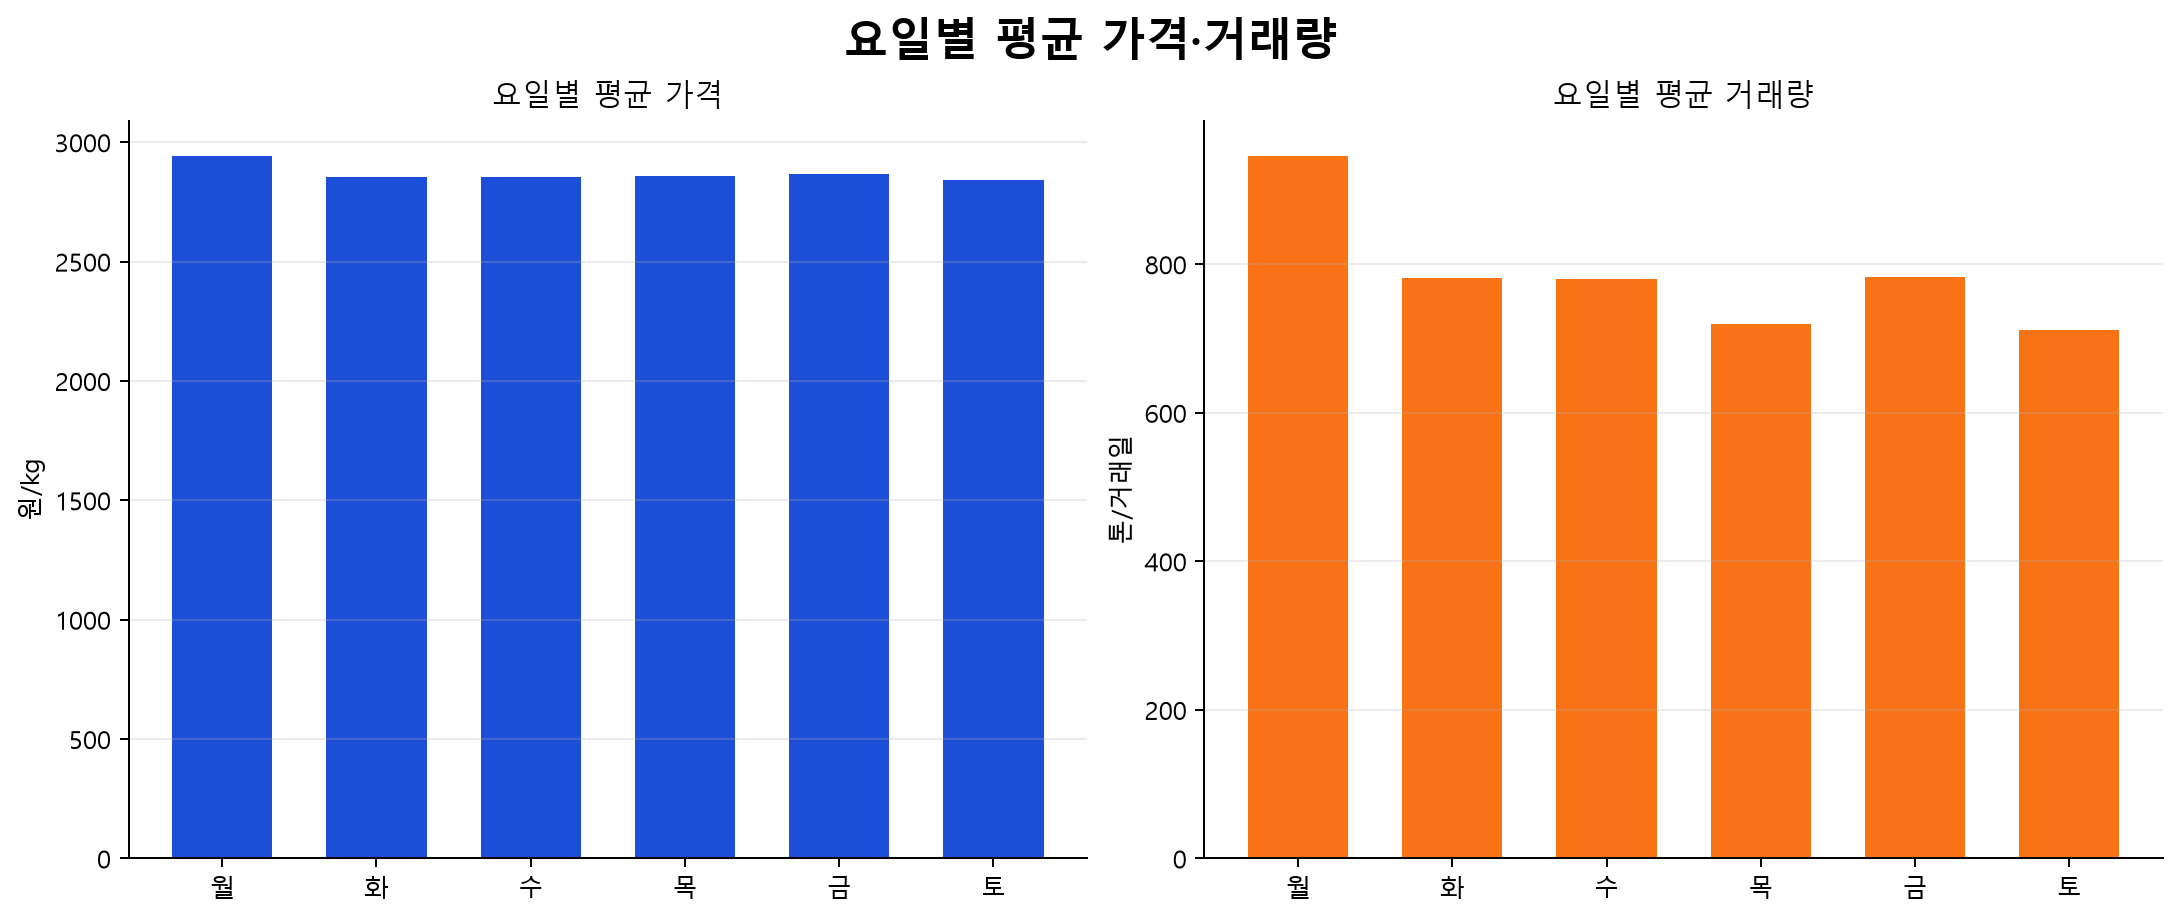 요일별 평균 가격·거래량
요일별 평균 가격
원/kg
3000
2500
2000
1500
1000
500
0
월 화 수 목 금 토
요일별 평균 거래량
톤/거래일
800
600
400
200
0
월 화 수 목 금 토